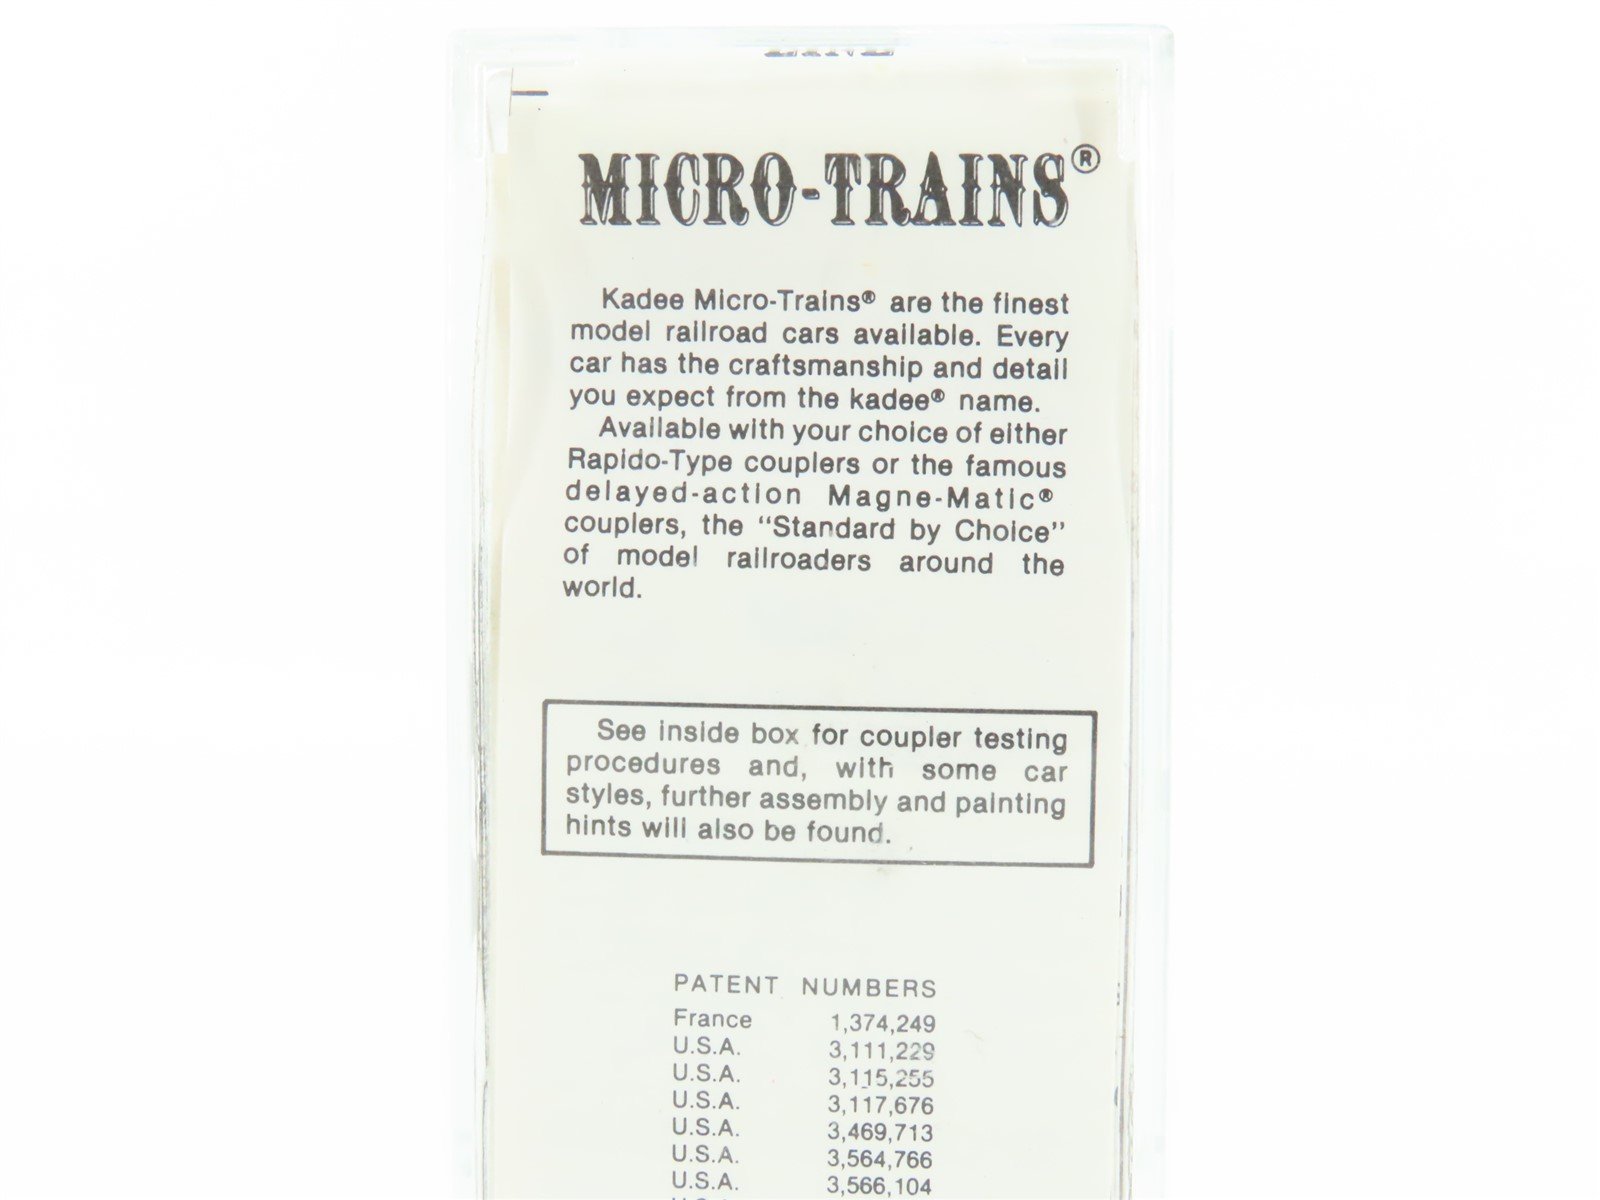 LINE
MICRO-TRAINS®
Kadee Micro-Trains® are the finest
model railroad cars available. Every
car has the craftsmanship and detail
you expect from the kadee® name.
Available with your choice of either
Rapido-Type couplers or the famous
delayed-action Magne-Matic®
couplers, the “Standard by Choice”
of model railroaders around the
world.
See inside box for coupler testing
procedures and, with some car
styles, further assembly and painting
hints will also be found.
PATENT NUMBERS
France 1,374,249
U.S.A. 3,111,229
U.S.A. 3,115,255
U.S.A. 3,117,676
U.S.A. 3,469,713
U.S.A. 3,564,766
U.S.A. 3,566,104